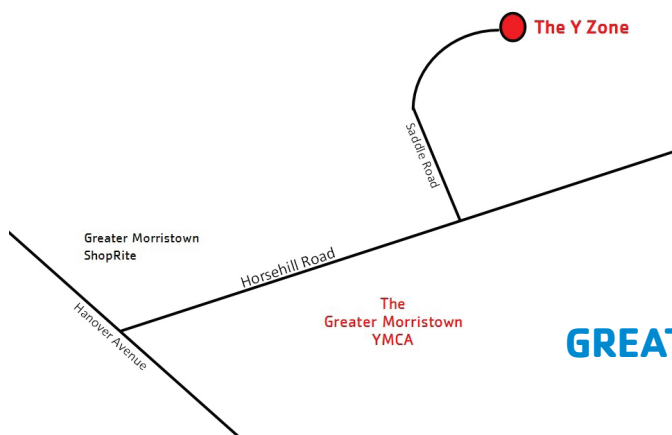 The Y Zone
Saddle Road
Greater Morristown
ShopRite
Horsehill Road
Hanover Avenue
The
Greater Morristown
YMCA
GREAT